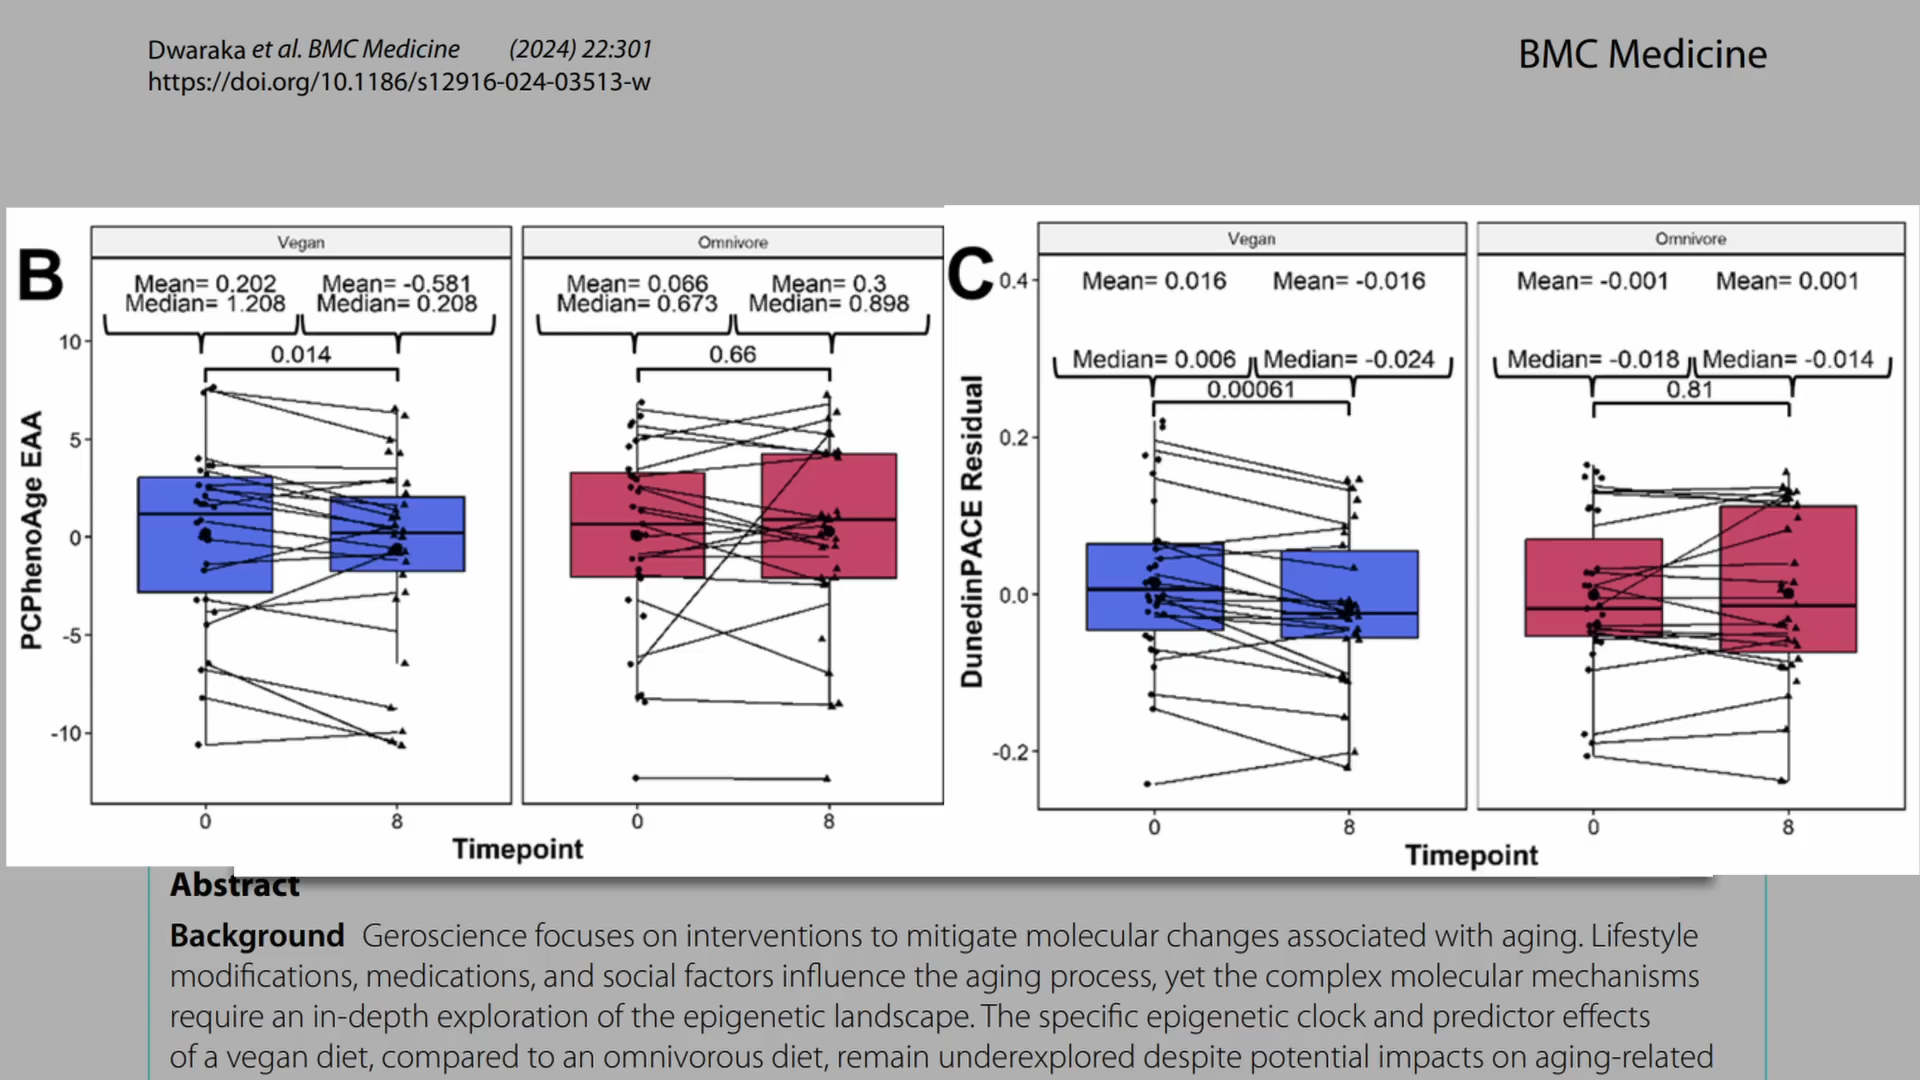 Dwaraka et al. BMC Medicine (2024) 22:301
https://doi.org/10.1186/s12916-024-03513-w
BMC Medicine
B
Vegan
Omnivore
Mean= 0.202
Mean= -0.581
Mean= 0.066
Mean= 0.3
Median= 1.208
Median= 0.208
Median= 0.673
Median= 0.898
0.014
0.66
PCPhenoAge EAA
10
5
0
-5
-10
0
8
0
8
Timepoint
C
Vegan
Omnivore
Mean= 0.016
Mean= -0.016
Mean= -0.001
Mean= 0.001
Median= 0.006
Median= -0.024
Median= -0.018
Median= -0.014
0.00061
0.81
DunedinPACE Residual
0.4
0.2
0.0
-0.2
0
8
0
8
Timepoint
Abstract
Background Geroscience focuses on interventions to mitigate molecular changes associated with aging. Lifestyle
modifications, medications, and social factors influence the aging process, yet the complex molecular mechanisms
require an in-depth exploration of the epigenetic landscape. The specific epigenetic clock and predictor effects
of a vegan diet, compared to an omnivorous diet, remain underexplored despite potential impacts on aging-related